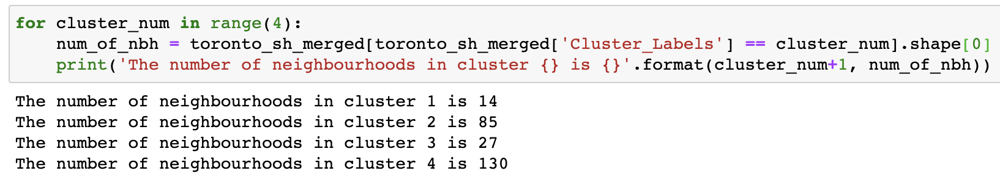 for cluster_num in range(4):
    num_of_nbh = toronto_sh_merged[toronto_sh_merged['Cluster_Labels'] == cluster_num].shape[0]
    print('The number of neighbourhoods in cluster {} is {}'.format(cluster_num+1, num_of_nbh))
The number of neighbourhoods in cluster 1 is 14
The number of neighbourhoods in cluster 2 is 85
The number of neighbourhoods in cluster 3 is 27
The number of neighbourhoods in cluster 4 is 130